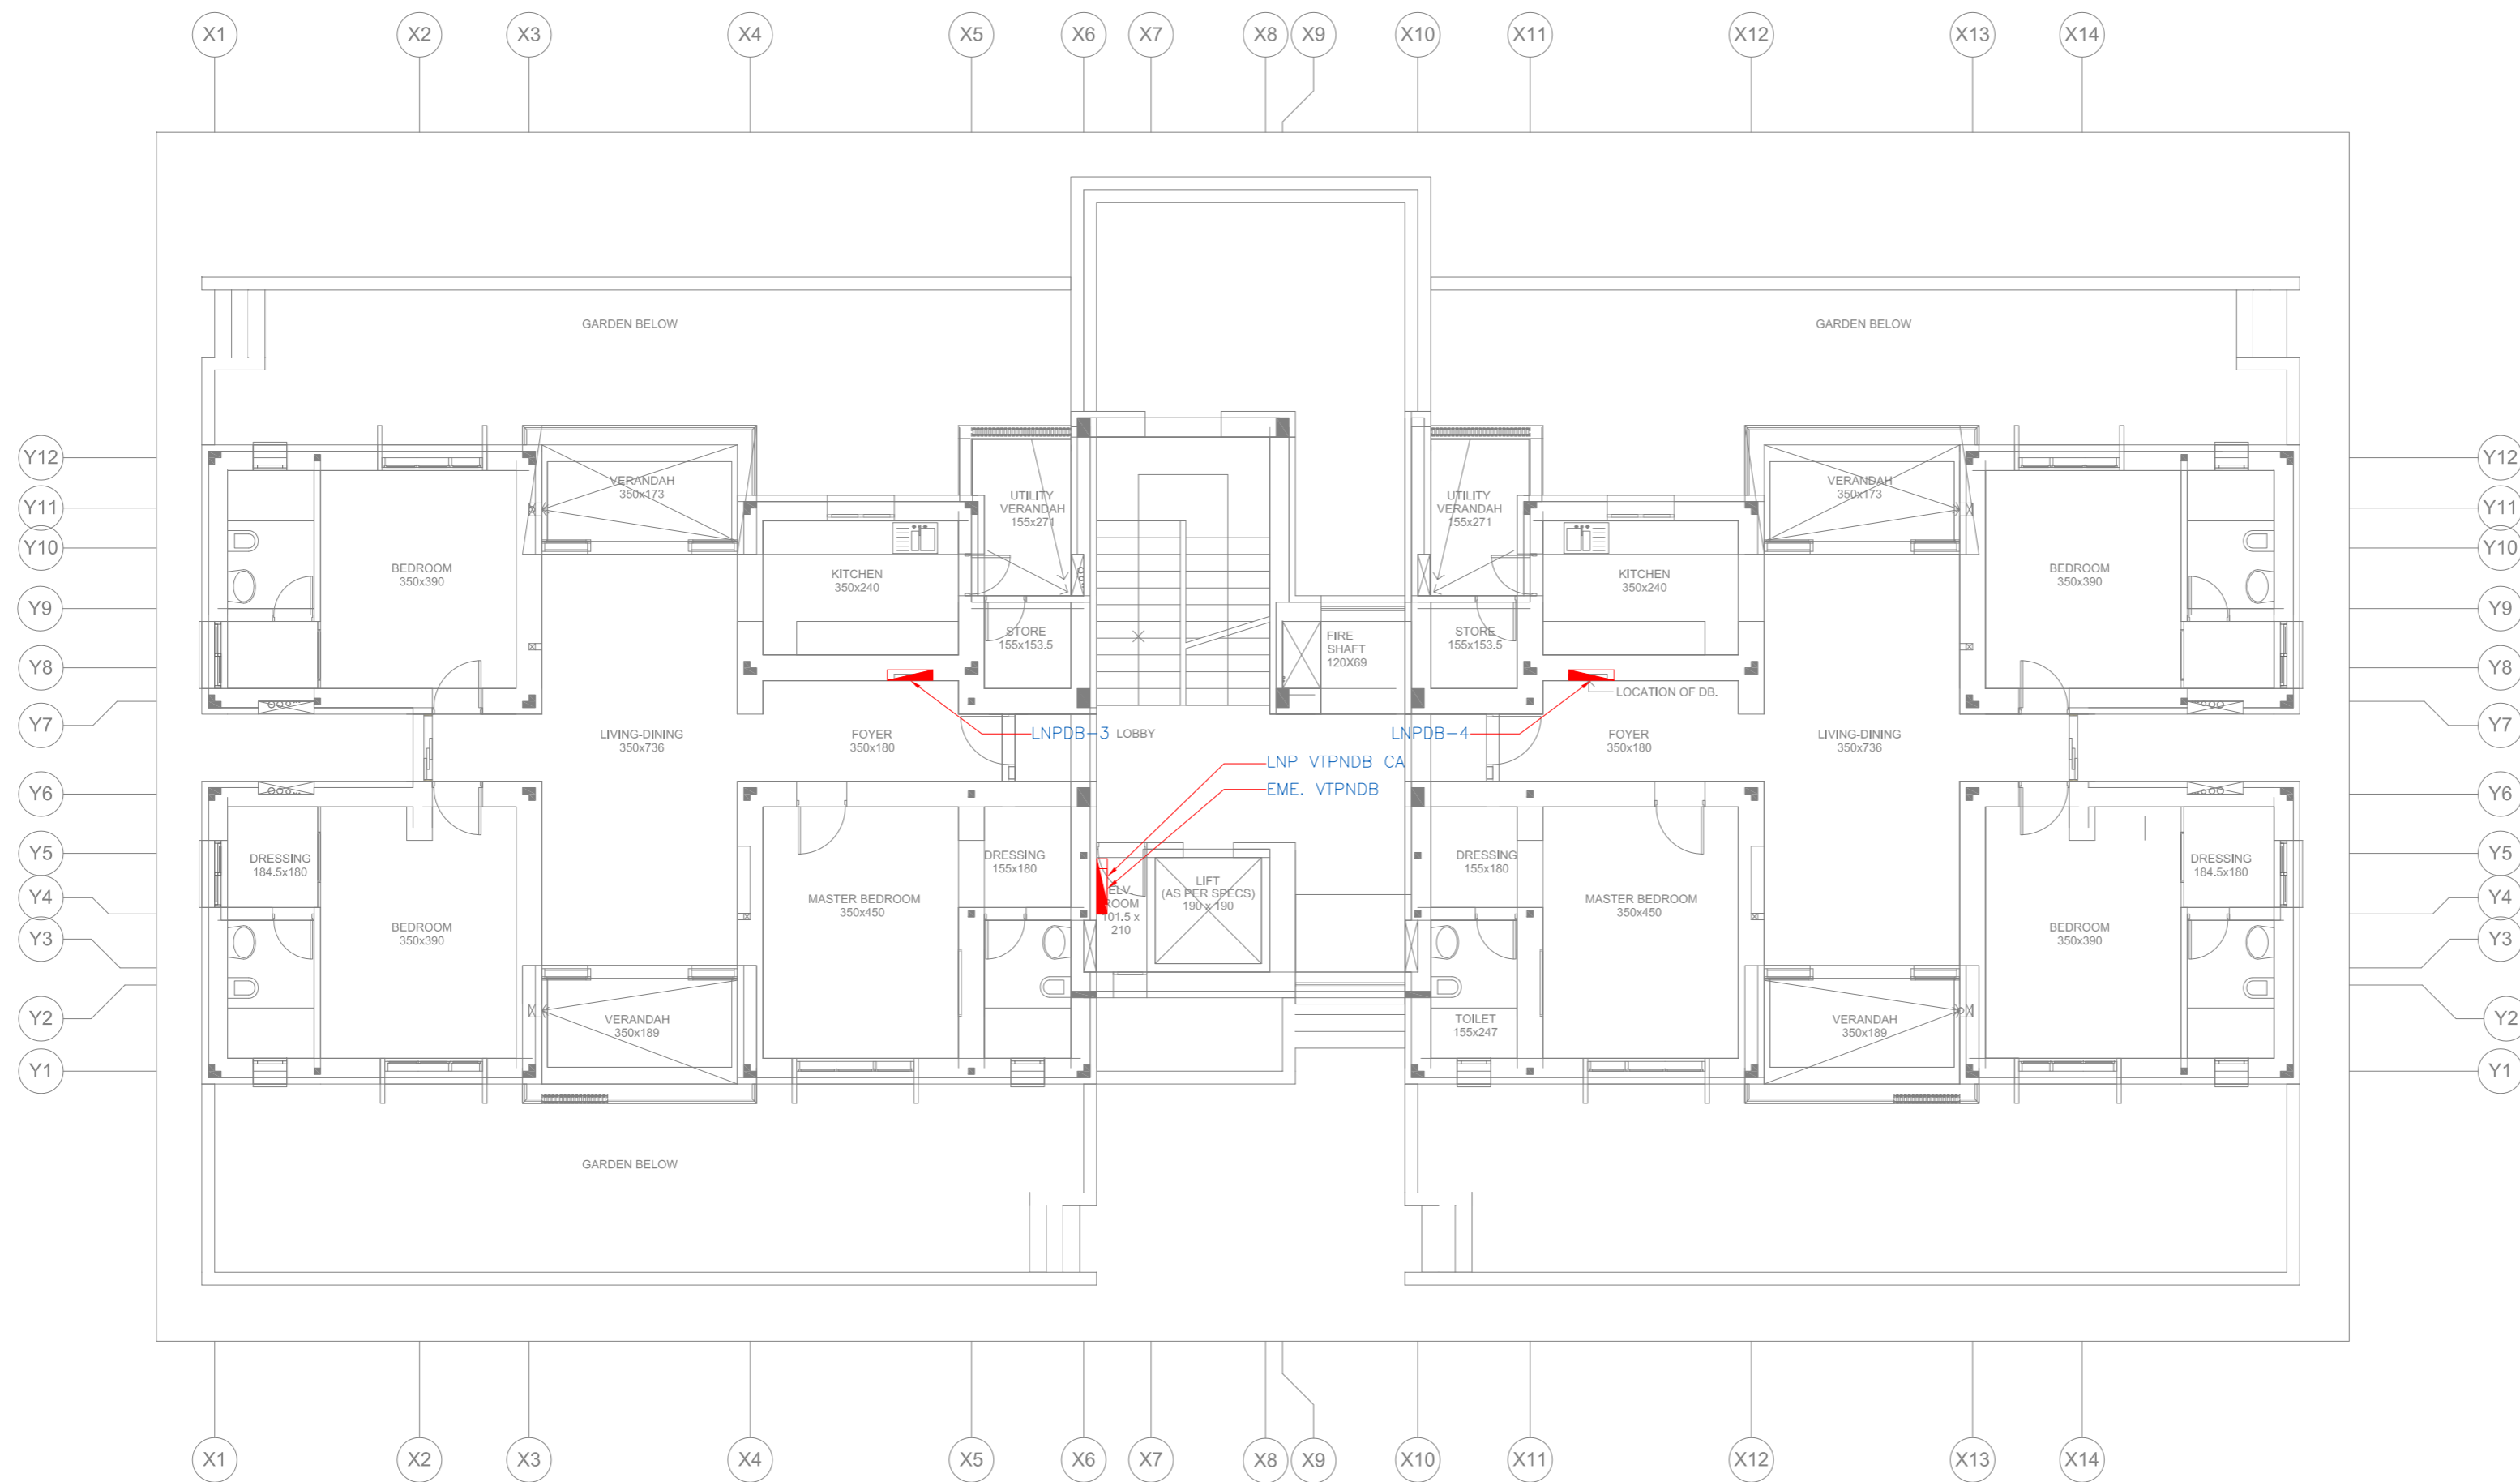 X1
X2
X3
X4
X5
X6
X7
X8
X9
X10
X11
X12
X13
X14
GARDEN BELOW
GARDEN BELOW
Y12
Y11
Y10
Y9
Y8
Y7
Y6
Y5
Y4
Y3
Y2
Y1
VERANDAH
350x173
UTILITY
VERANDAH
155x271
UTILITY
VERANDAH
155x271
VERANDAH
350x173
BEDROOM
350x390
KITCHEN
350x240
KITCHEN
350x240
BEDROOM
350x390
STORE
155x153.5
FIRE
SHAFT
120X69
STORE
155x153.5
LOCATION OF DB.
LIVING-DINING
350x736
FOYER
350x180
LNPDB-3
LOBBY
LNPDB-4
FOYER
350x180
LIVING-DINING
350x736
LNP VTPNDB CA
EME. VTPNDB
DRESSING
184.5x180
DRESSING
155x180
ELV.
ROOM
101.5 x
210
LIFT
(AS PER SPECS)
190 x 190
DRESSING
155x180
DRESSING
184.5x180
MASTER BEDROOM
350x450
MASTER BEDROOM
350x450
BEDROOM
350x390
BEDROOM
350x390
VERANDAH
350x189
TOILET
155x247
VERANDAH
350x189
GARDEN BELOW
Y12
Y11
Y10
Y9
Y8
Y7
Y6
Y5
Y4
Y3
Y2
Y1
X1
X2
X3
X4
X5
X6
X7
X8
X9
X10
X11
X12
X13
X14